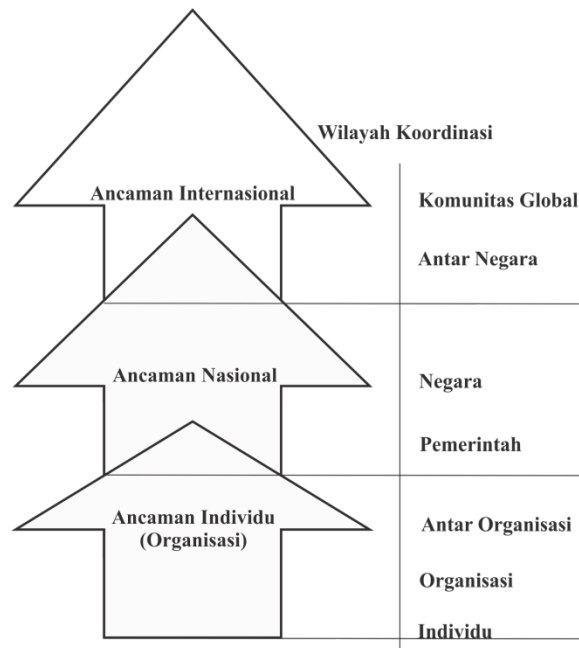 Wilayah Koordinasi
Ancaman Internasional
Komunitas Global
Antar Negara
Ancaman Nasional
Negara
Pemerintah
Ancaman Individu
(Organisasi)
Antar Organisasi
Organisasi
Individu